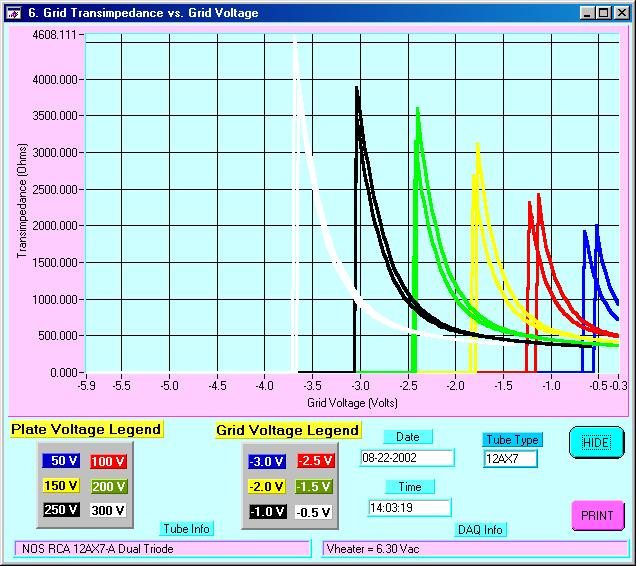 6. Grid Transimpedance vs. Grid Voltage
4608.111
4000.000
3500.000
3000.000
2500.000
2000.000
1500.000
1000.000
500.000
0.000
Transimpedance (Ohms)
-5.9 -5.5 -5.0 -4.5 -4.0 -3.5 -3.0 -2.5 -2.0 -1.5 -1.0 -0.5 -0.3
Grid Voltage (Volts)
Plate Voltage Legend
50 V 100 V
150 V 200 V
250 V 300 V
Grid Voltage Legend
-3.0 V -2.5 V
-2.0 V -1.5 V
-1.0 V -0.5 V
Date
08-22-2002
Time
14:03:19
Tube Type
12AX7
HIDE
PRINT
Tube Info
NOS RCA 12AX7-A Dual Triode
DAQ Info
Vheater = 6.30 Vac